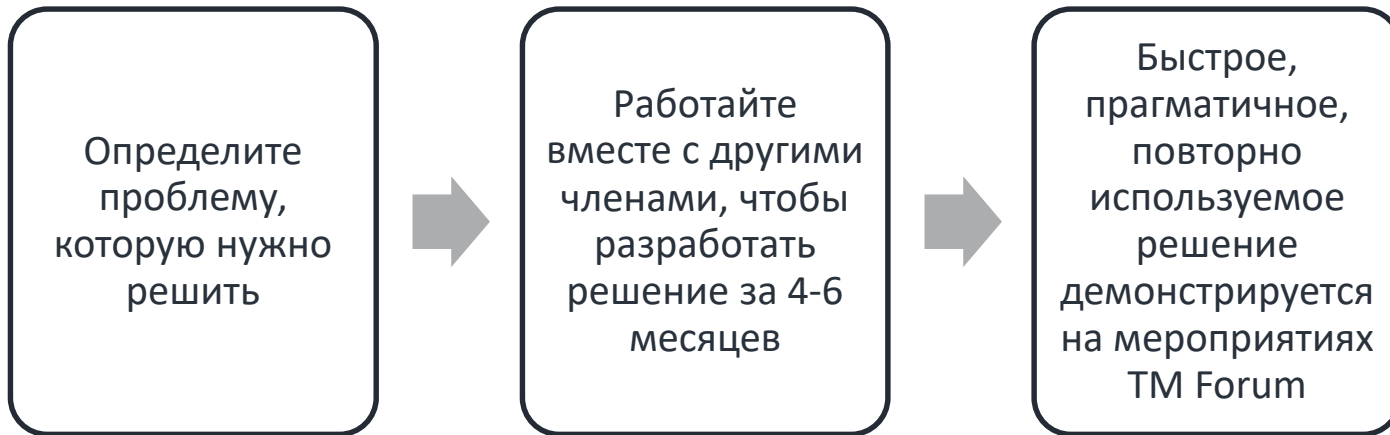 Определите
проблему,
которую нужно
решить
Работайте
вместе с другими
членами, чтобы
разработать
решение за 4-6
месяцев
Быстрое,
прагматичное,
повторно
используемое
решение
демонстрируется
на мероприятиях
TM Forum